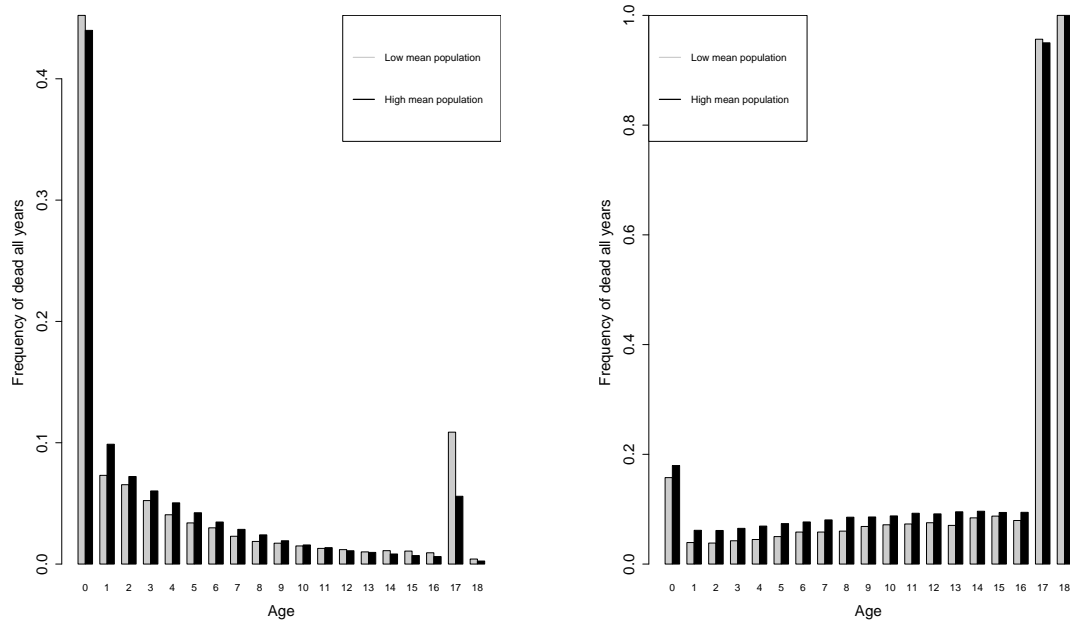 Frequency of dead all years
0.4
0.3
0.2
0.1
0.0
Low mean population
High mean population
0 1 2 3 4 5 6 7 8 9 10 11 12 13 14 15 16 17 18
Age
Frequency of dead all years
1.0
0.8
0.6
0.4
0.2
0.0
Low mean population
High mean population
0 1 2 3 4 5 6 7 8 9 10 11 12 13 14 15 16 17 18
Age